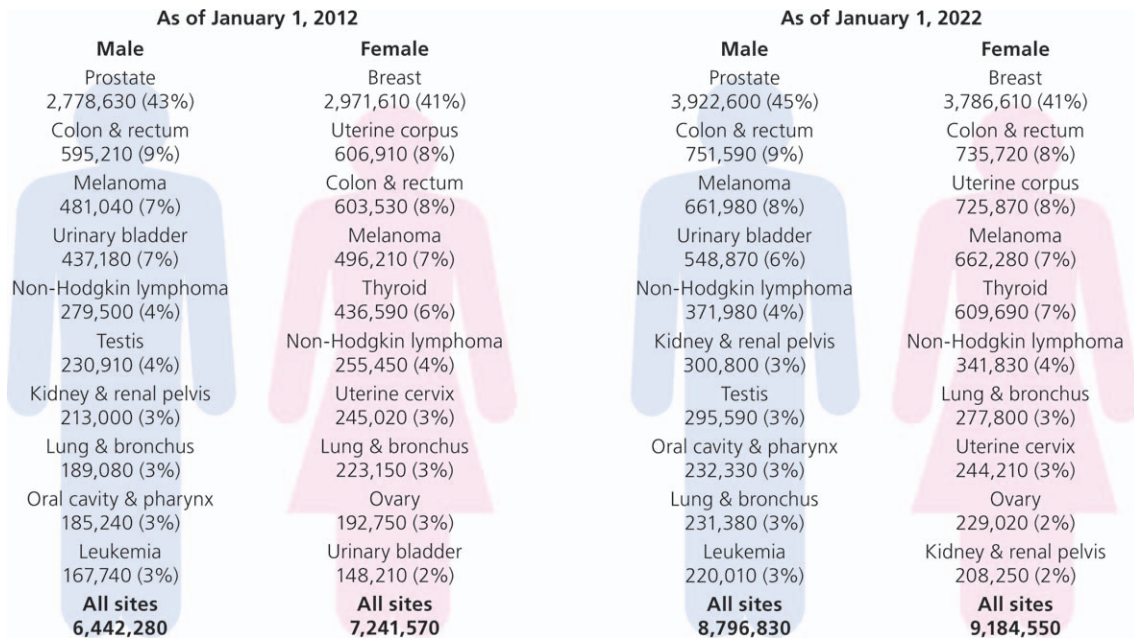 As of January 1, 2012
Male
Prostate
2,778,630 (43%)
Colon & rectum
595,210 (9%)
Melanoma
481,040 (7%)
Urinary bladder
437,180 (7%)
Non-Hodgkin lymphoma
279,500 (4%)
Testis
230,910 (4%)
Kidney & renal pelvis
213,000 (3%)
Lung & bronchus
189,080 (3%)
Oral cavity & pharynx
185,240 (3%)
Leukemia
167,740 (3%)
All sites
6,442,280
Female
Breast
2,971,610 (41%)
Uterine corpus
606,910 (8%)
Colon & rectum
603,530 (8%)
Melanoma
496,210 (7%)
Thyroid
436,590 (6%)
Non-Hodgkin lymphoma
255,450 (4%)
Uterine cervix
245,020 (3%)
Lung & bronchus
223,150 (3%)
Ovary
192,750 (3%)
Urinary bladder
148,210 (2%)
All sites
7,241,570
As of January 1, 2022
Male
Prostate
3,922,600 (45%)
Colon & rectum
751,590 (9%)
Melanoma
661,980 (8%)
Urinary bladder
548,870 (6%)
Non-Hodgkin lymphoma
371,980 (4%)
Kidney & renal pelvis
300,800 (3%)
Testis
295,590 (3%)
Oral cavity & pharynx
232,330 (3%)
Lung & bronchus
231,380 (3%)
Leukemia
220,010 (3%)
All sites
8,796,830
Female
Breast
3,786,610 (41%)
Colon & rectum
735,720 (8%)
Uterine corpus
725,870 (8%)
Melanoma
662,280 (7%)
Thyroid
609,690 (7%)
Non-Hodgkin lymphoma
341,830 (4%)
Lung & bronchus
277,800 (3%)
Uterine cervix
244,210 (3%)
Ovary
229,020 (2%)
Kidney & renal pelvis
208,250 (2%)
All sites
9,184,550